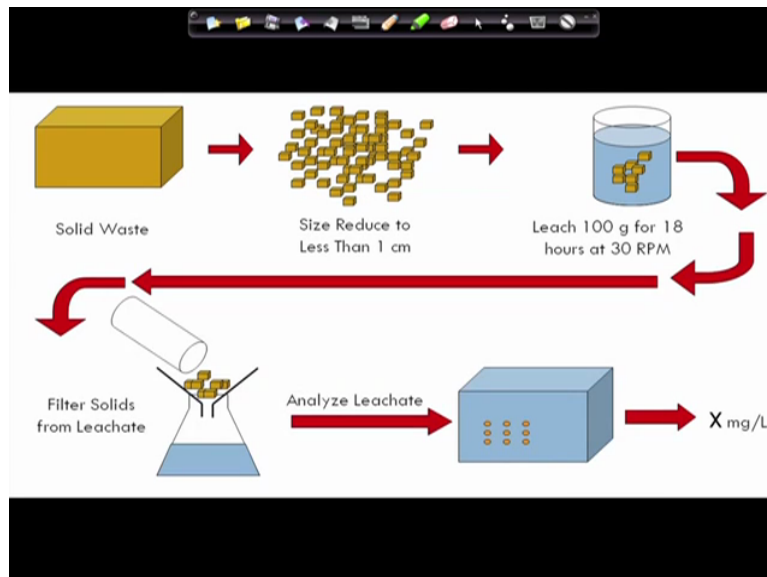 Solid Waste
Size Reduce to
Less Than 1 cm
Leach 100 g for 18
hours at 30 RPM
Filter Solids
from Leachate
Analyze Leachate
X mg/L